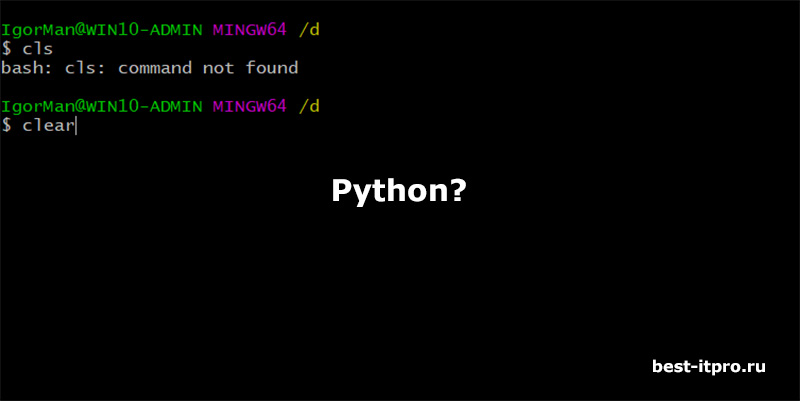 IgorMan@WIN10-ADMIN MINGW64 /d
$ cls
bash: cls: command not found
IgorMan@WIN10-ADMIN MINGW64 /d
$ clear
Python?
best-itpro.ru